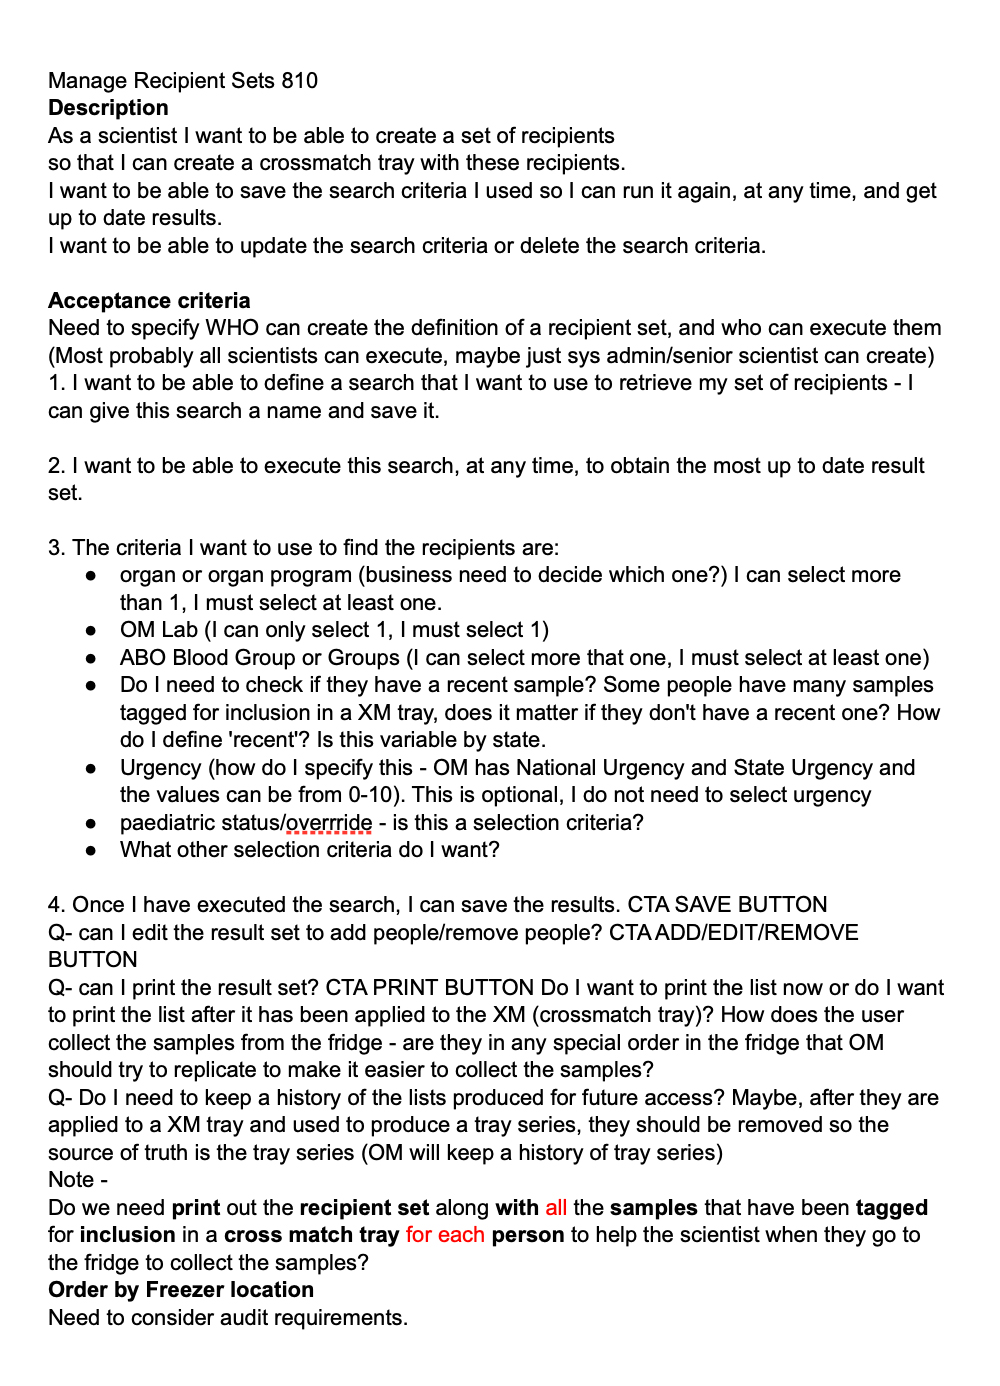 Manage Recipient Sets 810
Description
As a scientist I want to be able to create a set of recipients
so that I can create a crossmatch tray with these recipients.
I want to be able to save the search criteria I used so I can run it again, at any time, and get
up to date results.
I want to be able to update the search criteria or delete the search criteria.
Acceptance criteria
Need to specify WHO can create the definition of a recipient set, and who can execute them
(Most probably all scientists can execute, maybe just sys admin/senior scientist can create)
1. I want to be able to define a search that I want to use to retrieve my set of recipients - I
can give this search a name and save it.
2. I want to be able to execute this search, at any time, to obtain the most up to date result
set.
3. The criteria I want to use to find the recipients are:
● organ or organ program (business need to decide which one?) I can select more
than 1, I must select at least one.
● OM Lab (I can only select 1, I must select 1)
● ABO Blood Group or Groups (I can select more that one, I must select at least one)
● Do I need to check if they have a recent sample? Some people have many samples
tagged for inclusion in a XM tray, does it matter if they don't have a recent one? How
do I define 'recent'? Is this variable by state.
● Urgency (how do I specify this - OM has National Urgency and State Urgency and
the values can be from 0-10). This is optional, I do not need to select urgency
● paediatric status/overrride - is this a selection criteria?
● What other selection criteria do I want?
4. Once I have executed the search, I can save the results. CTA SAVE BUTTON
Q- can I edit the result set to add people/remove people? CTA ADD/EDIT/REMOVE
BUTTON
Q- can I print the result set? CTA PRINT BUTTON Do I want to print the list now or do I want
to print the list after it has been applied to the XM (crossmatch tray)? How does the user
collect the samples from the fridge - are they in any special order in the fridge that OM
should try to replicate to make it easier to collect the samples?
Q- Do I need to keep a history of the lists produced for future access? Maybe, after they are
applied to a XM tray and used to produce a tray series, they should be removed so the
source of truth is the tray series (OM will keep a history of tray series)
Note -
Do we need print out the recipient set along with all the samples that have been tagged
for inclusion in a cross match tray for each person to help the scientist when they go to
the fridge to collect the samples?
Order by Freezer location
Need to consider audit requirements.